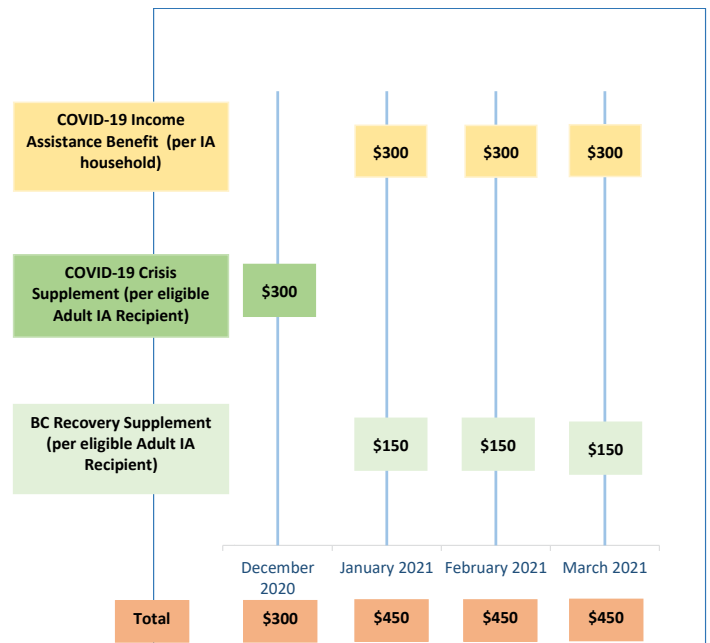 COVID-19 Income
Assistance Benefit (per IA
household)
$300
$300
$300
COVID-19 Crisis
Supplement (per eligible
Adult IA Recipient)
$300
BC Recovery Supplement
(per eligible Adult IA
Recipient)
$150
$150
$150
December
2020
January 2021
February 2021
March 2021
Total
$300
$450
$450
$450